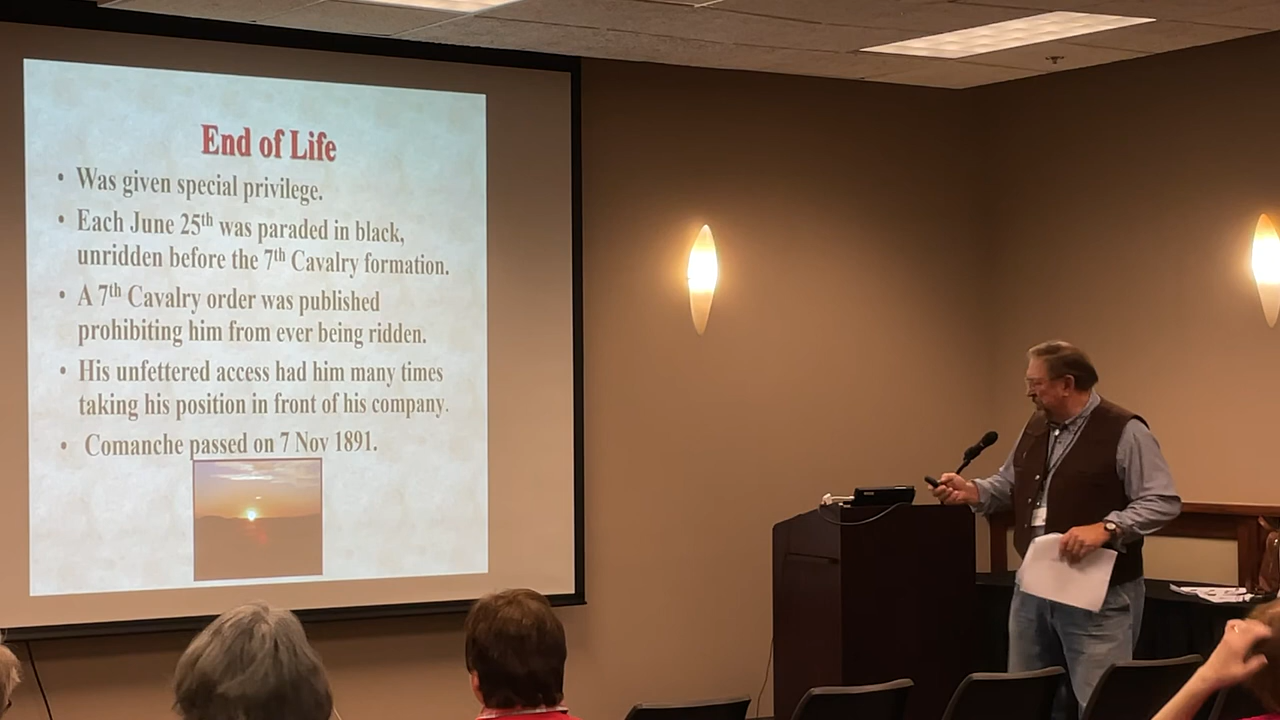 End of Life
• Was given special privilege.
• Each June 25th was paraded in black,
unridden before the 7th Cavalry formation.
• A 7th Cavalry order was published
prohibiting him from ever being ridden.
• His unfettered access had him many times
taking his position in front of his company.
• Comanche passed on 7 Nov 1891.